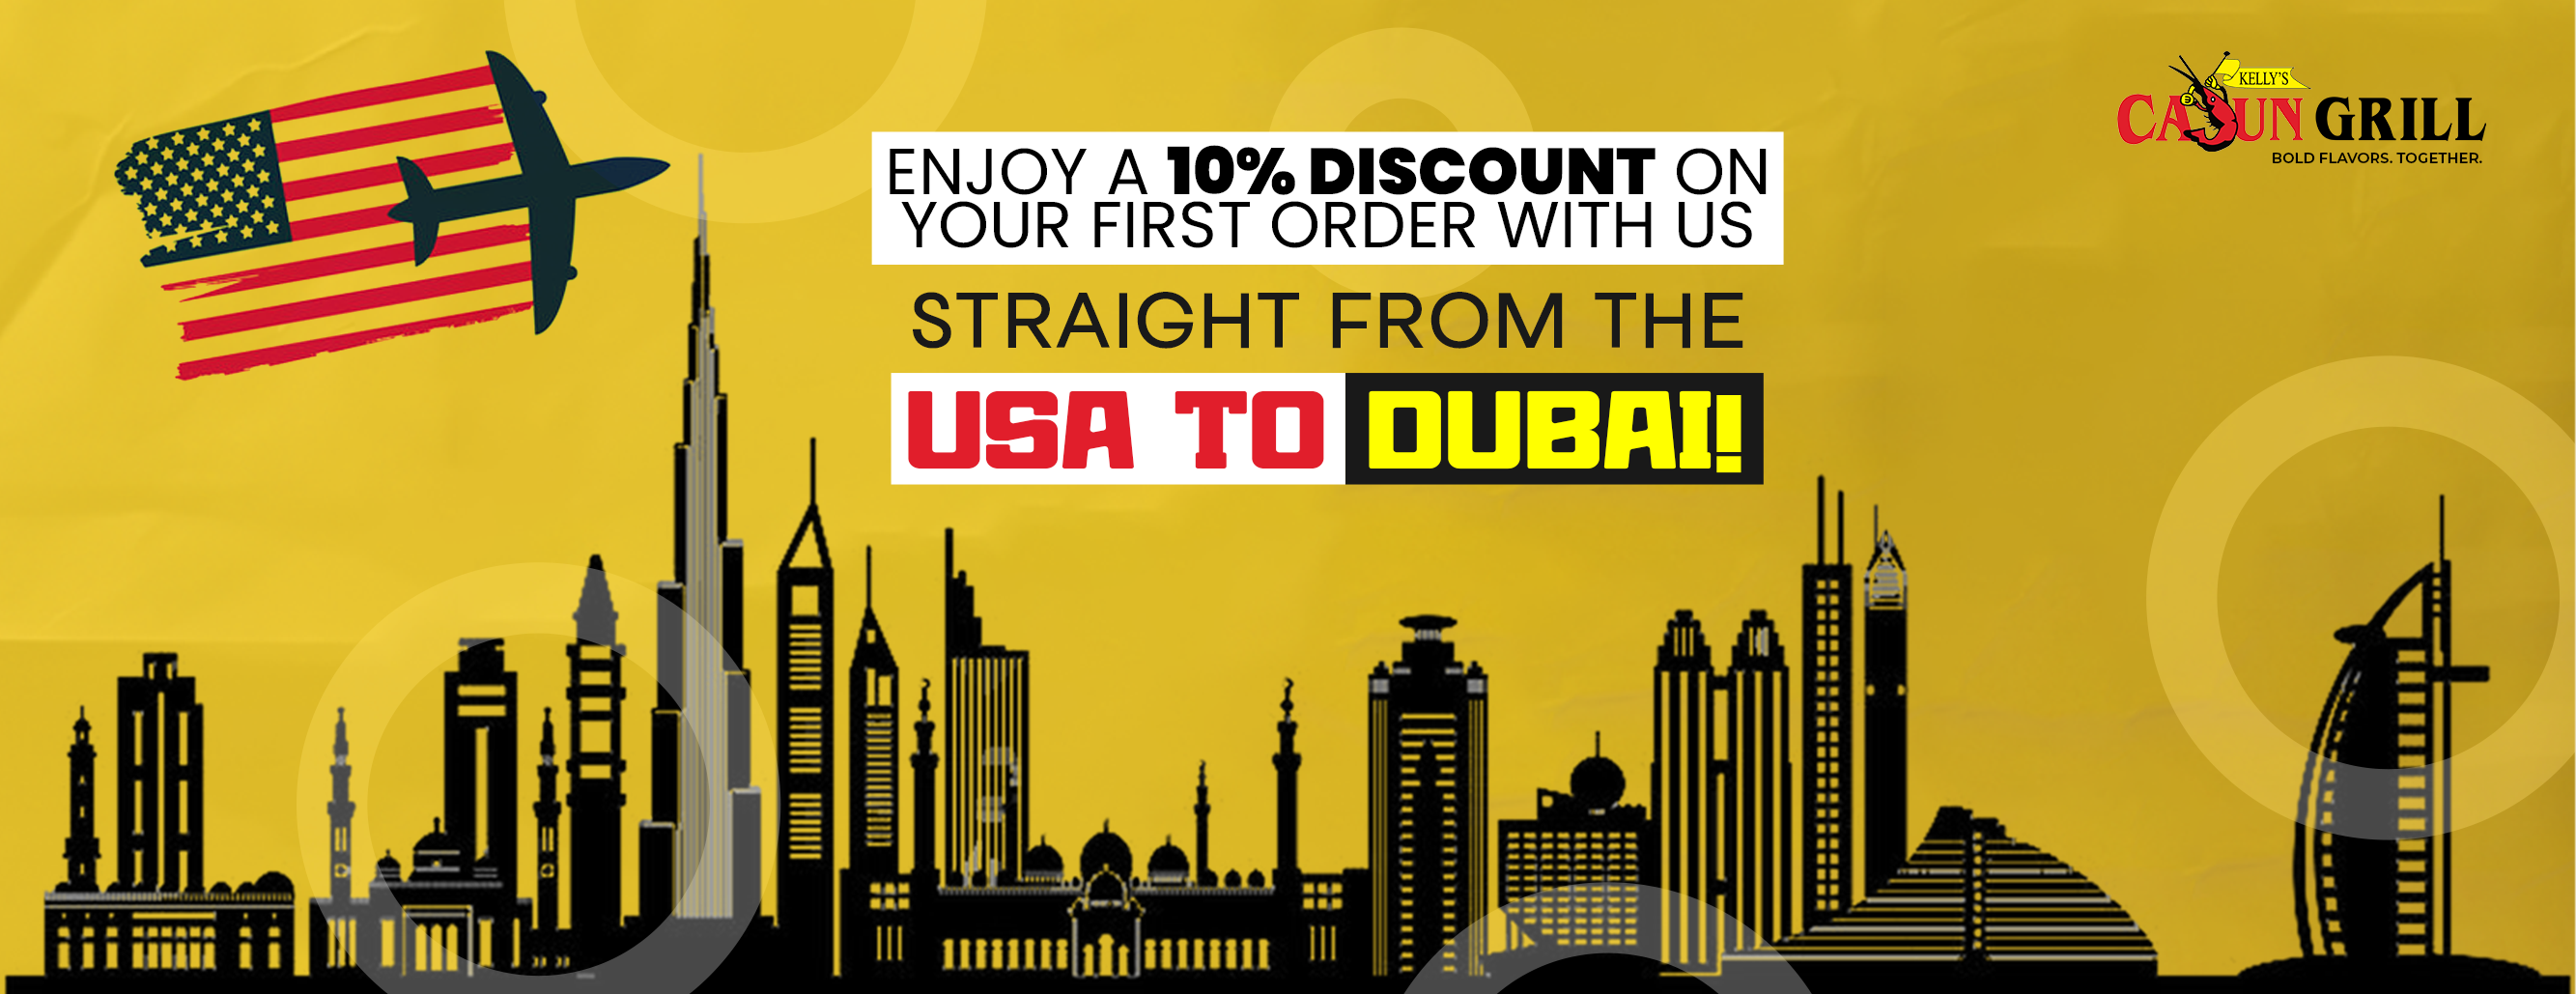 KELLY'S
CAJUN GRILL
BOLD FLAVORS. TOGETHER.
ENJOY A 10% DISCOUNT ON
YOUR FIRST ORDER WITH US
STRAIGHT FROM THE
USA TO DUBAI!